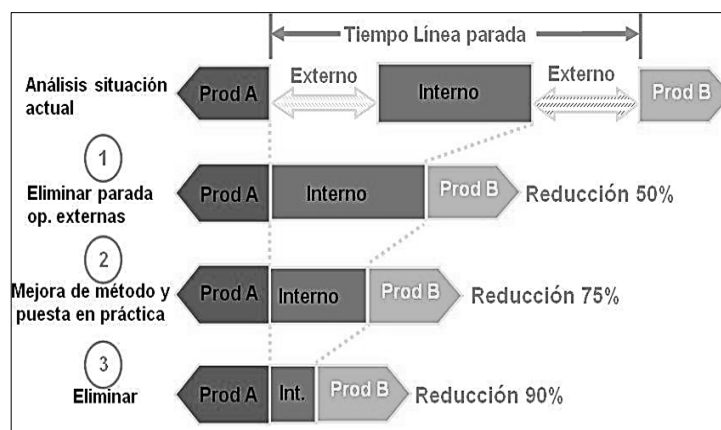 Tiempo Línea parada
Análisis situación
actual
Prod A
Externo
Interno
Externo
Prod B
1
Eliminar parada
op. externas
Prod A
Interno
Prod B
Reducción 50%
2
Mejora de método y
puesta en práctica
Prod A
Interno
Prod B
Reducción 75%
3
Eliminar
Prod A
Int.
Prod B
Reducción 90%